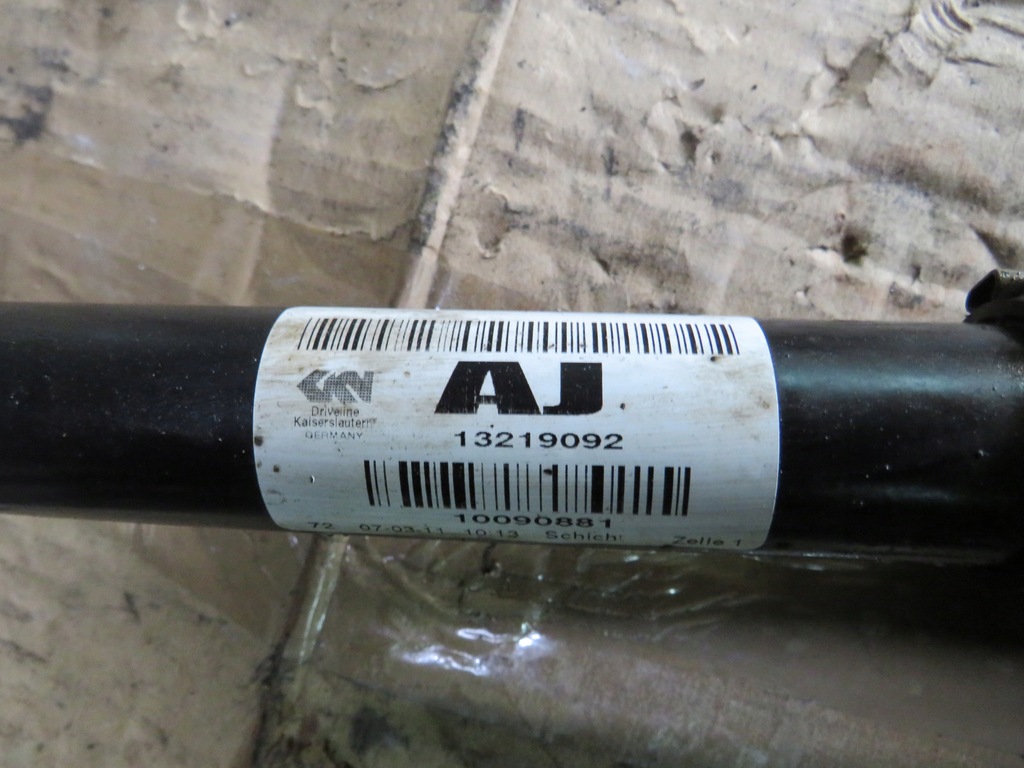 GKN
Driveline
Kaiserslautern
GERMANY
AJ
13219092
10090881
72 07-03-11 10:13 Schicht Zelle 1